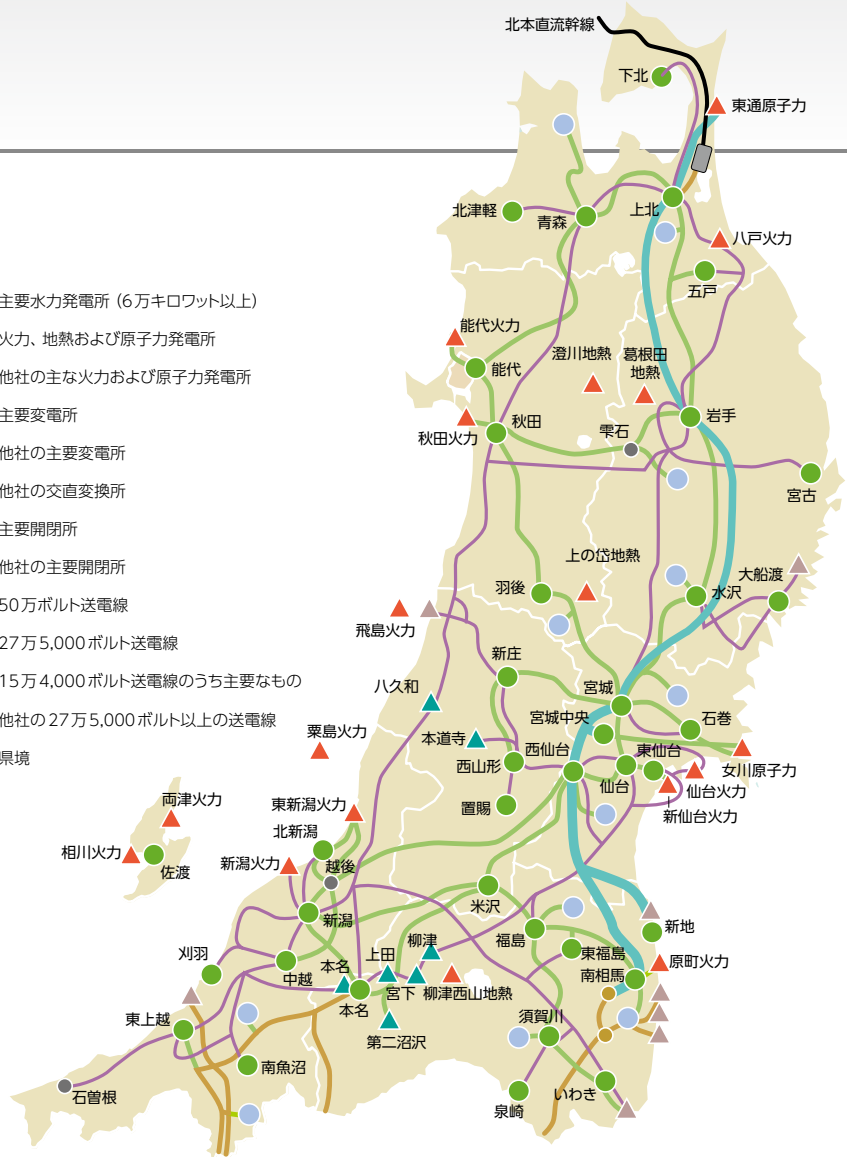 北本直流幹線
下北
東通原子力
北津軽
青森
上北
八戸火力
五戸
主要水力発電所（6万キロワット以上）
火力、地熱および原子力発電所
他社の主な火力および原子力発電所
主要変電所
他社の主要変電所
他社の交直変換所
主要開閉所
他社の主要開閉所
50万ボルト送電線
27万5,000ボルト送電線
15万4,000ボルト送電線のうち主要なもの
他社の27万5,000ボルト以上の送電線
県境
能代火力
能代
澄川地熱
葛根田
地熱
秋田火力
秋田
雫石
岩手
宮古
上の岱地熱
羽後
大船渡
水沢
飛島火力
新庄
八久和
宮城
宮城中央
石巻
本道寺
西仙台
東仙台
粟島火力
西山形
女川原子力
仙台
仙台火力
新仙台火力
置賜
両津火力
東新潟火力
北新潟
相川火力
佐渡
新潟火力
越後
米沢
新潟
福島
新地
刈羽
中越
本名
上田
柳津
東福島
原町火力
南相馬
本名
宮下
柳津西山地熱
東上越
第二沼沢
須賀川
南魚沼
石曽根
泉崎
いわき